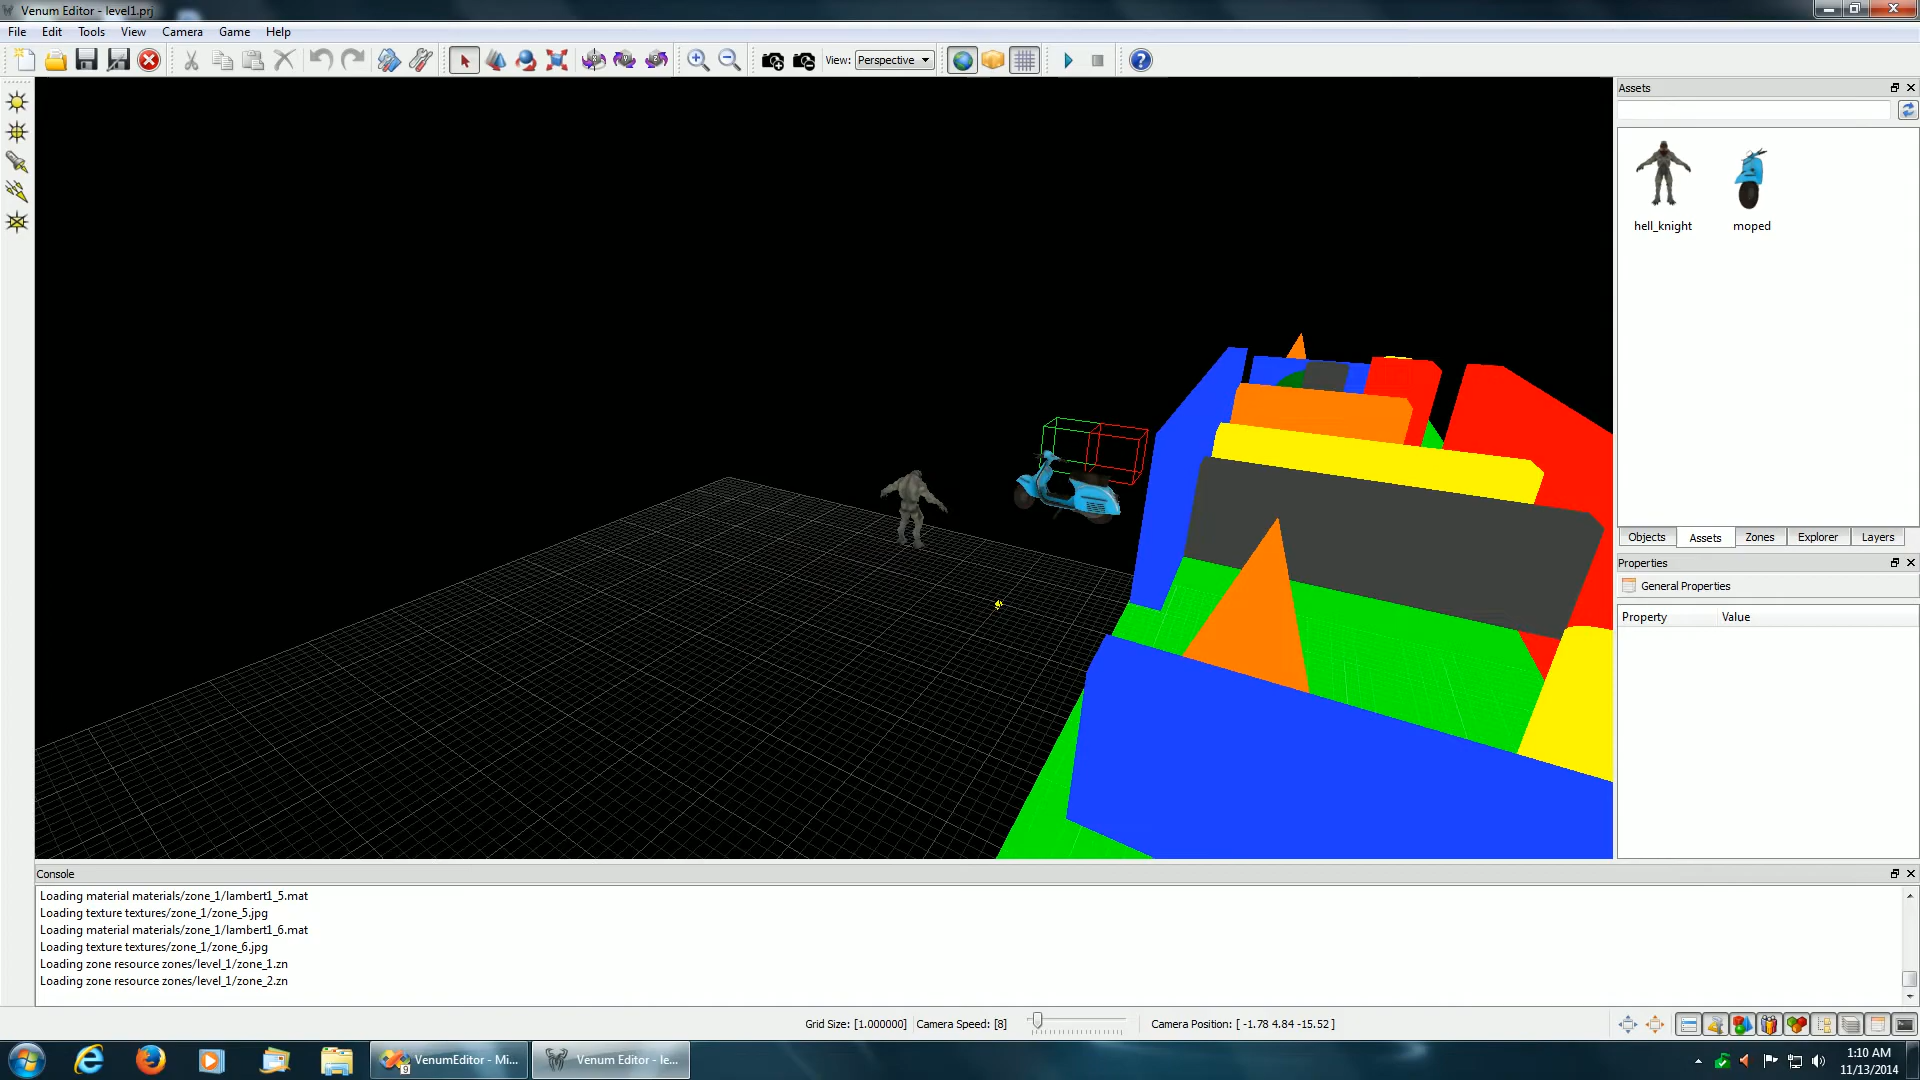 Venum Editor - level1.prj
File Edit Tools View Camera Game Help
View: Perspective
Assets
hell_knight moped
Objects Assets Zones Explorer Layers
Properties
General Properties
Property Value
Console
Loading material materials/zone_1/lambert1_5.mat
Loading texture textures/zone_1/zone_5.jpg
Loading material materials/zone_1/lambert1_6.mat
Loading texture textures/zone_1/zone_6.jpg
Loading zone resource zones/level_1/zone_1.zn
Loading zone resource zones/level_1/zone_2.zn
Grid Size: [1.000000] Camera Speed: [8] Camera Position: [ -1.78 4.84 -15.52 ]
VenumEditor - Mi... Venum Editor - le...
1:10 AM
11/13/2014